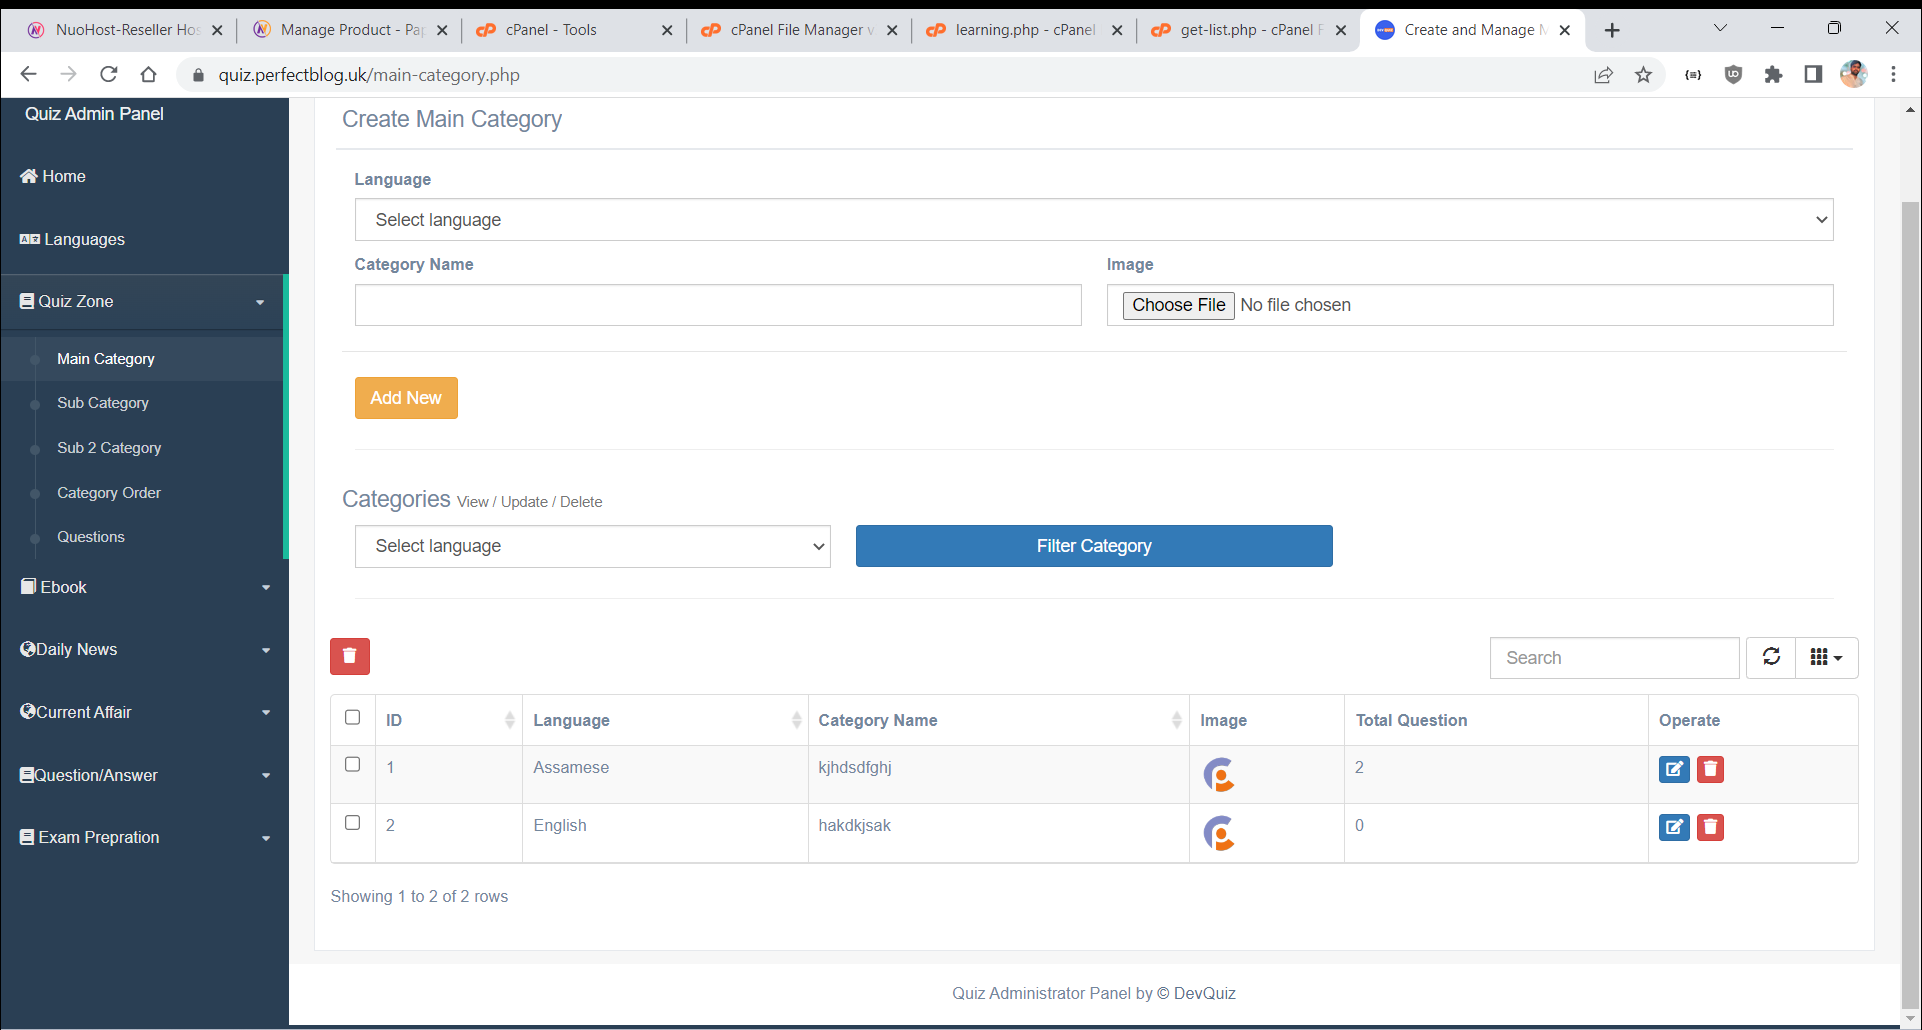 NuoHost-Reseller Hos
Manage Product - Pap
cPanel - Tools
cPanel File Manager v
learning.php - cPanel
get-list.php - cPanel F
Create and Manage M
quiz.perfectblog.uk/main-category.php
Quiz Admin Panel
Home
Languages
Quiz Zone
Main Category
Sub Category
Sub 2 Category
Category Order
Questions
Ebook
Daily News
Current Affair
Question/Answer
Exam Prepration
Create Main Category
Language
Select language
Category Name
Image
Choose File No file chosen
Add New
Categories View / Update / Delete
Select language
Filter Category
Search
ID Language Category Name Image Total Question Operate
1 Assamese kjhdsdfghj 2
2 English hakdkjsak 0
Showing 1 to 2 of 2 rows
Quiz Administrator Panel by © DevQuiz